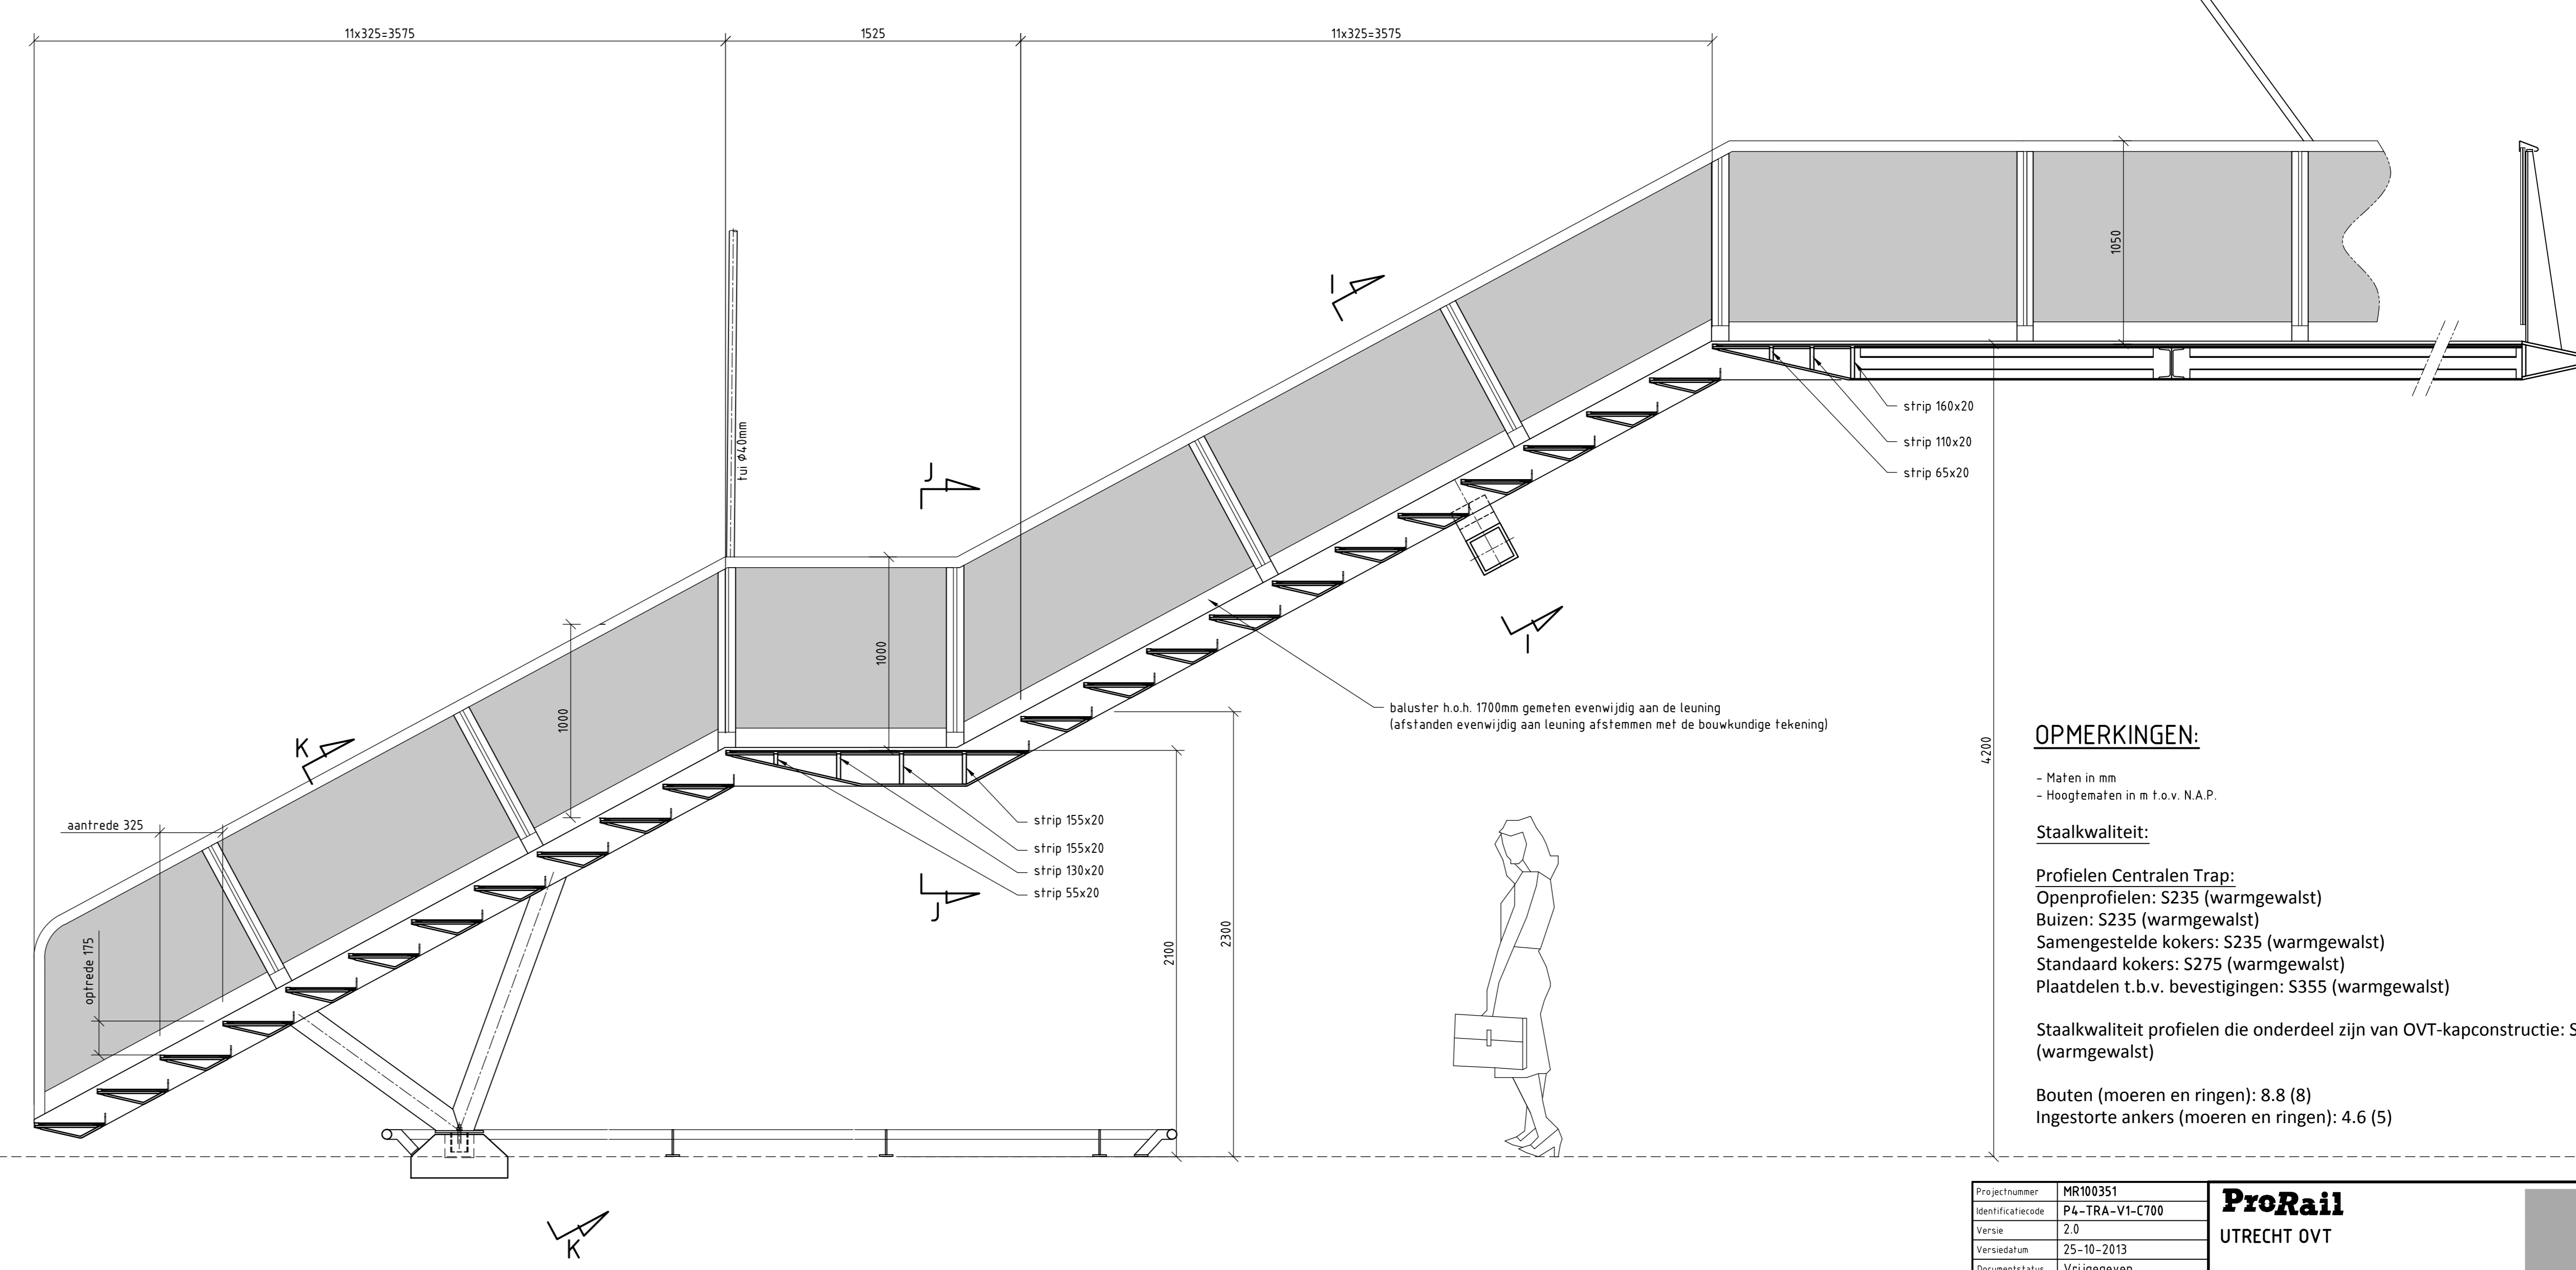 11x325=3575
1525
11x325=3575
1050
tui Ø40mm
I
J
strip 160x20
strip 110x20
strip 65x20
1000
1000
I
K
baluster h.o.h. 1700mm gemeten evenwijdig aan de leuning
(afstanden evenwijdig aan leuning afstemmen met de bouwkundige tekening)
4200
aantrede 325
strip 155x20
strip 155x20
strip 130x20
strip 55x20
J
optrede 175
2100
2300
K
OPMERKINGEN:
- Maten in mm
- Hoogtematen in m t.o.v. N.A.P.
Staalkwaliteit:
Profielen Centralen Trap:
Openprofielen: S235 (warmgewalst)
Buizen: S235 (warmgewalst)
Samengestelde kokers: S235 (warmgewalst)
Standaard kokers: S275 (warmgewalst)
Plaatdelen t.b.v. bevestigingen: S355 (warmgewalst)
Staalkwaliteit profielen die onderdeel zijn van OVT-kapconstructie:
(warmgewalst)
Bouten (moeren en ringen): 8.8 (8)
Ingestorte ankers (moeren en ringen): 4.6 (5)
Projectnummer MR100351
Identificatiecode P4-TRA-V1-C700
Versie 2.0
Versiedatum 25-10-2013
Documentstatus Vrijgegeven
ProRail
UTRECHT OVT